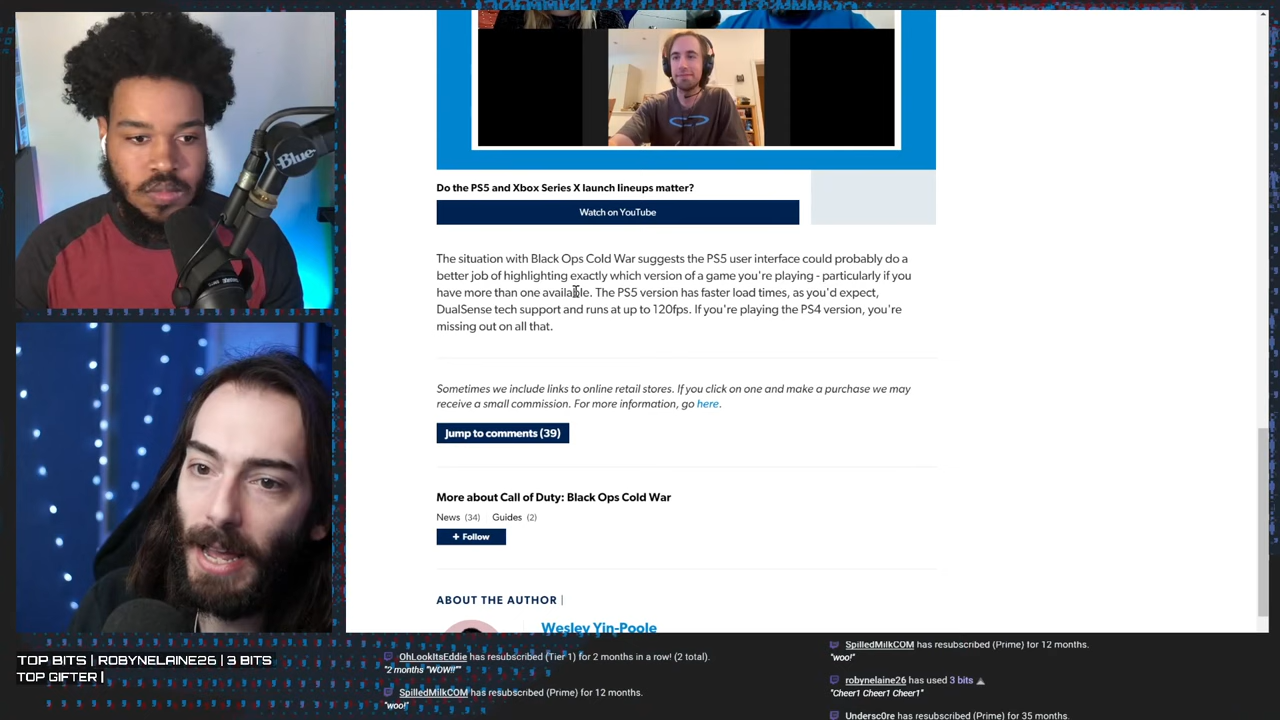 Blue
Do the PS5 and Xbox Series X launch lineups matter?
Watch on YouTube
The situation with Black Ops Cold War suggests the PS5 user interface could probably do a
better job of highlighting exactly which version of a game you're playing - particularly if you
have more than one available. The PS5 version has faster load times, as you'd expect,
DualSense tech support and runs at up to 120fps. If you're playing the PS4 version, you're
missing out on all that.
Sometimes we include links to online retail stores. If you click on one and make a purchase we may
receive a small commission. For more information, go here.
Jump to comments (39)
More about Call of Duty: Black Ops Cold War
News (34) Guides (2)
+ Follow
ABOUT THE AUTHOR |
Wesley Yin-Poole
TOP BITS | ROBYNELAINE26 | 3 BITS
TOP GIFTER |
OhLookItsEddie has resubscribed (Tier 1) for 2 months in a row! (2 total).
"2 months "WOW!!""
SpilledMilkCOM has resubscribed (Prime) for 12 months.
"woo!"
SpilledMilkCOM has resubscribed (Prime) for 12 months.
"woo!"
robynelaine26 has used 3 bits
"Cheer1 Cheer1 Cheer1"
Undersc0re has resubscribed (Prime) for 35 months.